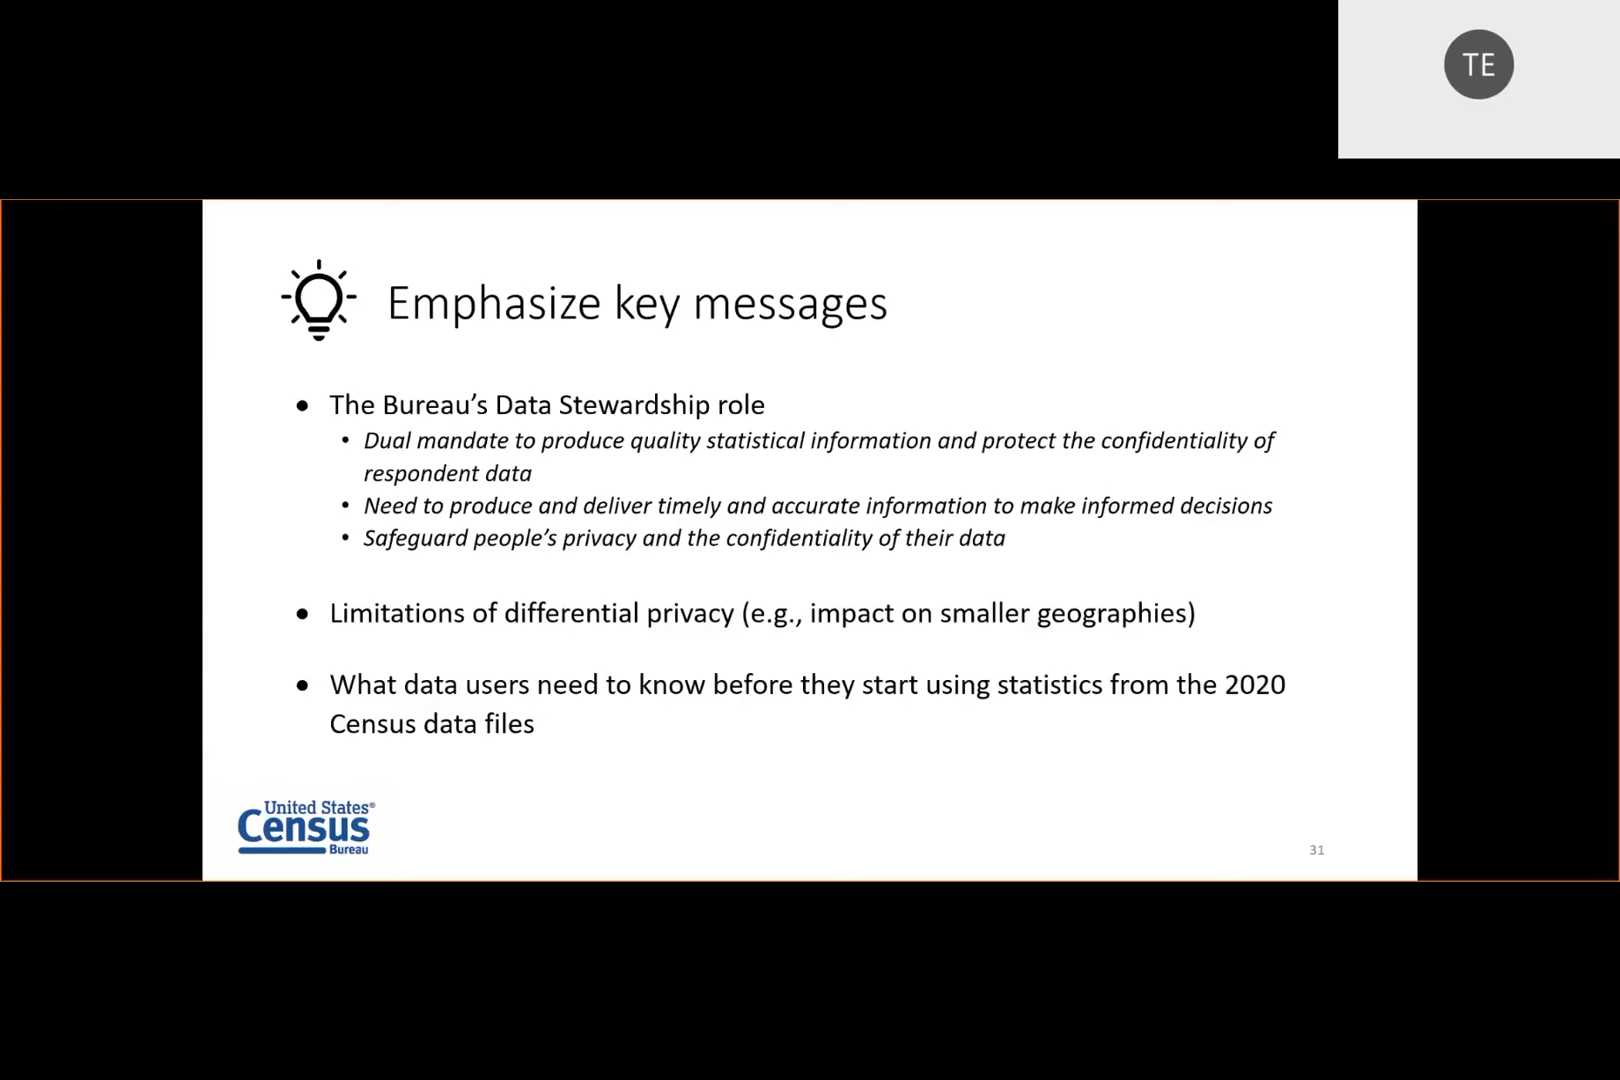 TE
Emphasize key messages
• The Bureau’s Data Stewardship role
• Dual mandate to produce quality statistical information and protect the confidentiality of
respondent data
• Need to produce and deliver timely and accurate information to make informed decisions
• Safeguard people’s privacy and the confidentiality of their data
• Limitations of differential privacy (e.g., impact on smaller geographies)
• What data users need to know before they start using statistics from the 2020
Census data files
United States®
Census
Bureau
31